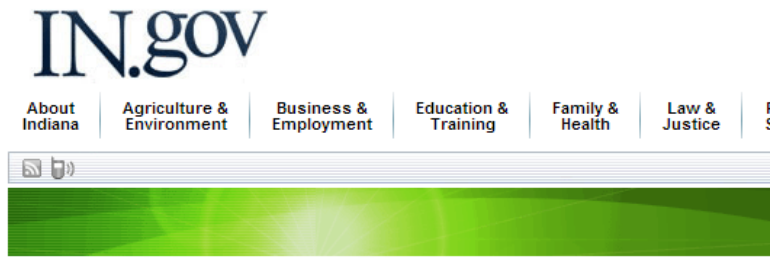 IN.gov
About Indiana
Agriculture & Environment
Business & Employment
Education & Training
Family & Health
Law & Justice